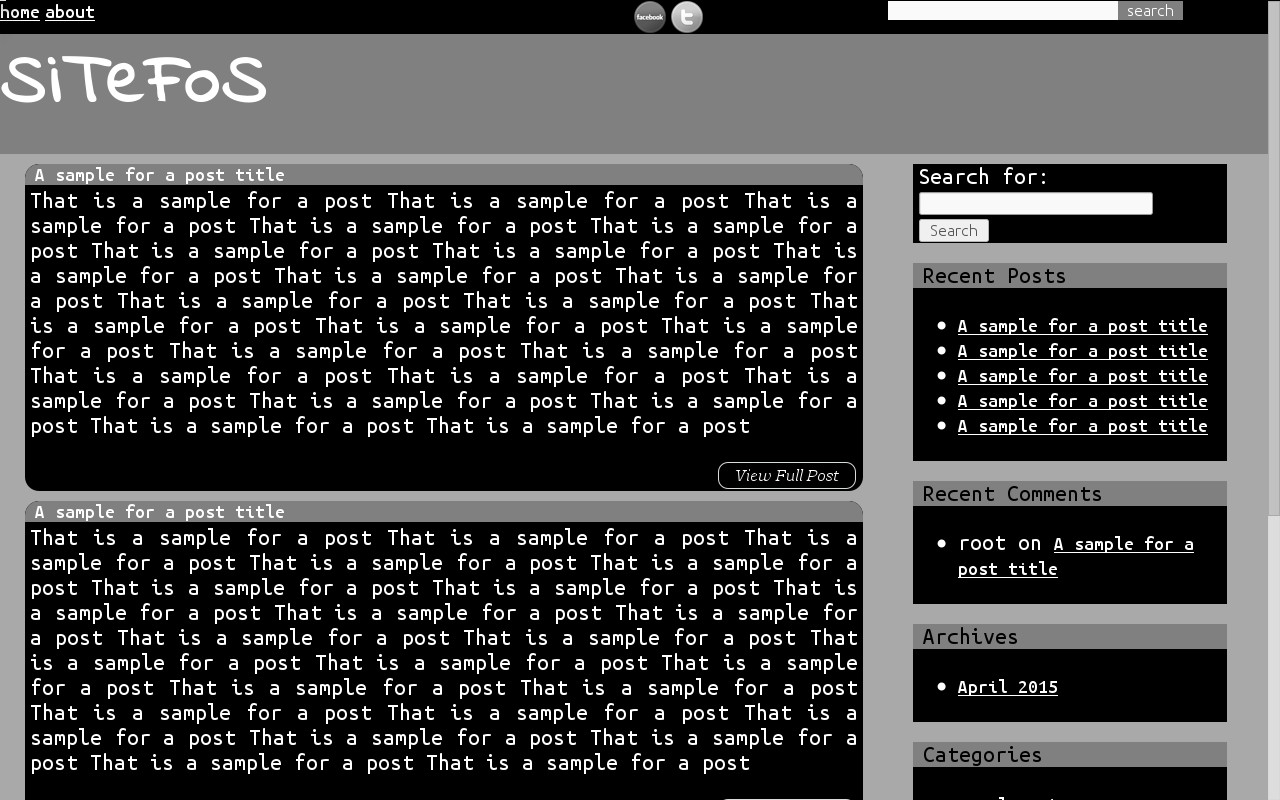 home about
facebook
search
SiTeFoS
A sample for a post title
That is a sample for a post That is a sample for a post That is a
sample for a post That is a sample for a post That is a sample for a
post That is a sample for a post That is a sample for a post That is
a sample for a post That is a sample for a post That is a sample for
a post That is a sample for a post That is a sample for a post That
is a sample for a post That is a sample for a post That is a sample
for a post That is a sample for a post That is a sample for a post
That is a sample for a post That is a sample for a post That is a
sample for a post That is a sample for a post That is a sample for a
post That is a sample for a post That is a sample for a post
View Full Post
A sample for a post title
That is a sample for a post That is a sample for a post That is a
sample for a post That is a sample for a post That is a sample for a
post That is a sample for a post That is a sample for a post That is
a sample for a post That is a sample for a post That is a sample for
a post That is a sample for a post That is a sample for a post That
is a sample for a post That is a sample for a post That is a sample
for a post That is a sample for a post That is a sample for a post
That is a sample for a post That is a sample for a post That is a
sample for a post That is a sample for a post That is a sample for a
post That is a sample for a post That is a sample for a post
Search for:
Search
Recent Posts
A sample for a post title
A sample for a post title
A sample for a post title
A sample for a post title
A sample for a post title
Recent Comments
root on A sample for a
post title
Archives
April 2015
Categories